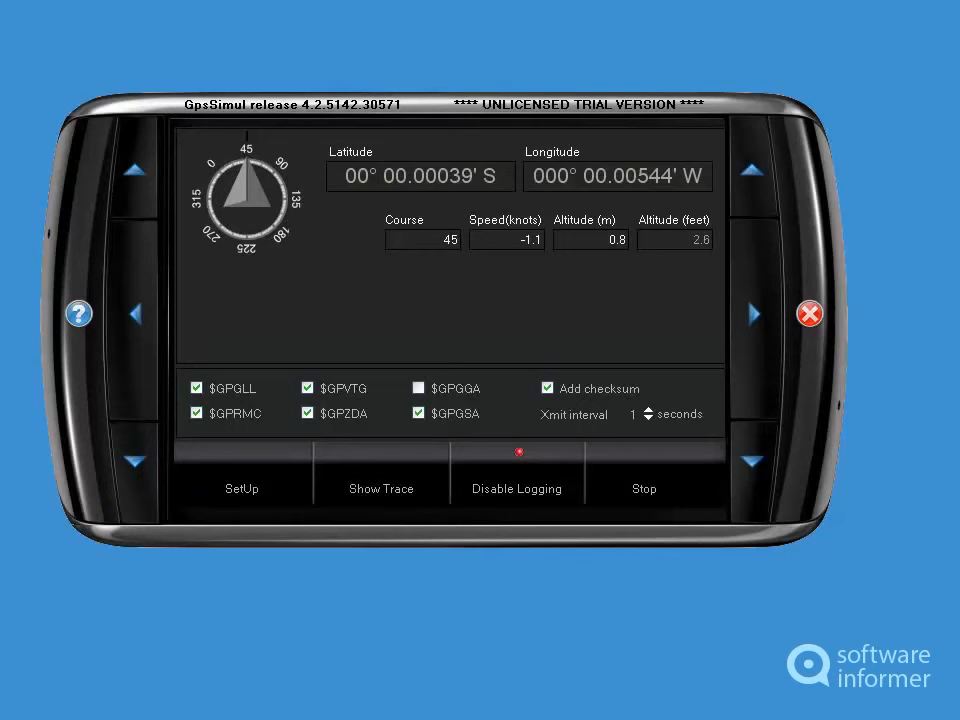 GpsSimul release 4.2.5142.30571 **** UNLICENSED TRIAL VERSION ****
Latitude Longitude
00° 00.00039' S 000° 00.00544' W
0 45 90 135 180 225 270 315
Course Speed(knots) Altitude (m) Altitude (feet)
45 -1.1 0.8 2.6
?
$GPGLL $GPVTG $GPGGA Add checksum
$GPRMC $GPZDA $GPGSA Xmit interval 1 seconds
SetUp Show Trace Disable Logging Stop
software
informer